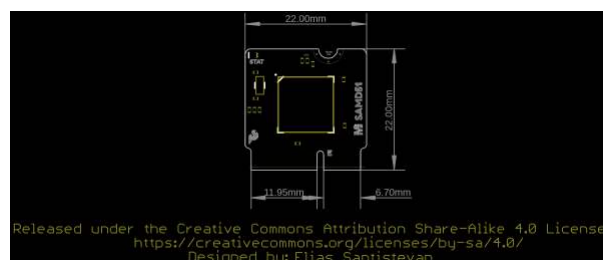 22.00mm
STAT
SAMD51
22.00mm
E
11.95mm
6.70mm
Released under the Creative Commons Attribution Share-Alike 4.0 License
https://creativecommons.org/licenses/by-sa/4.0/
Designed by: Elias Santistevan